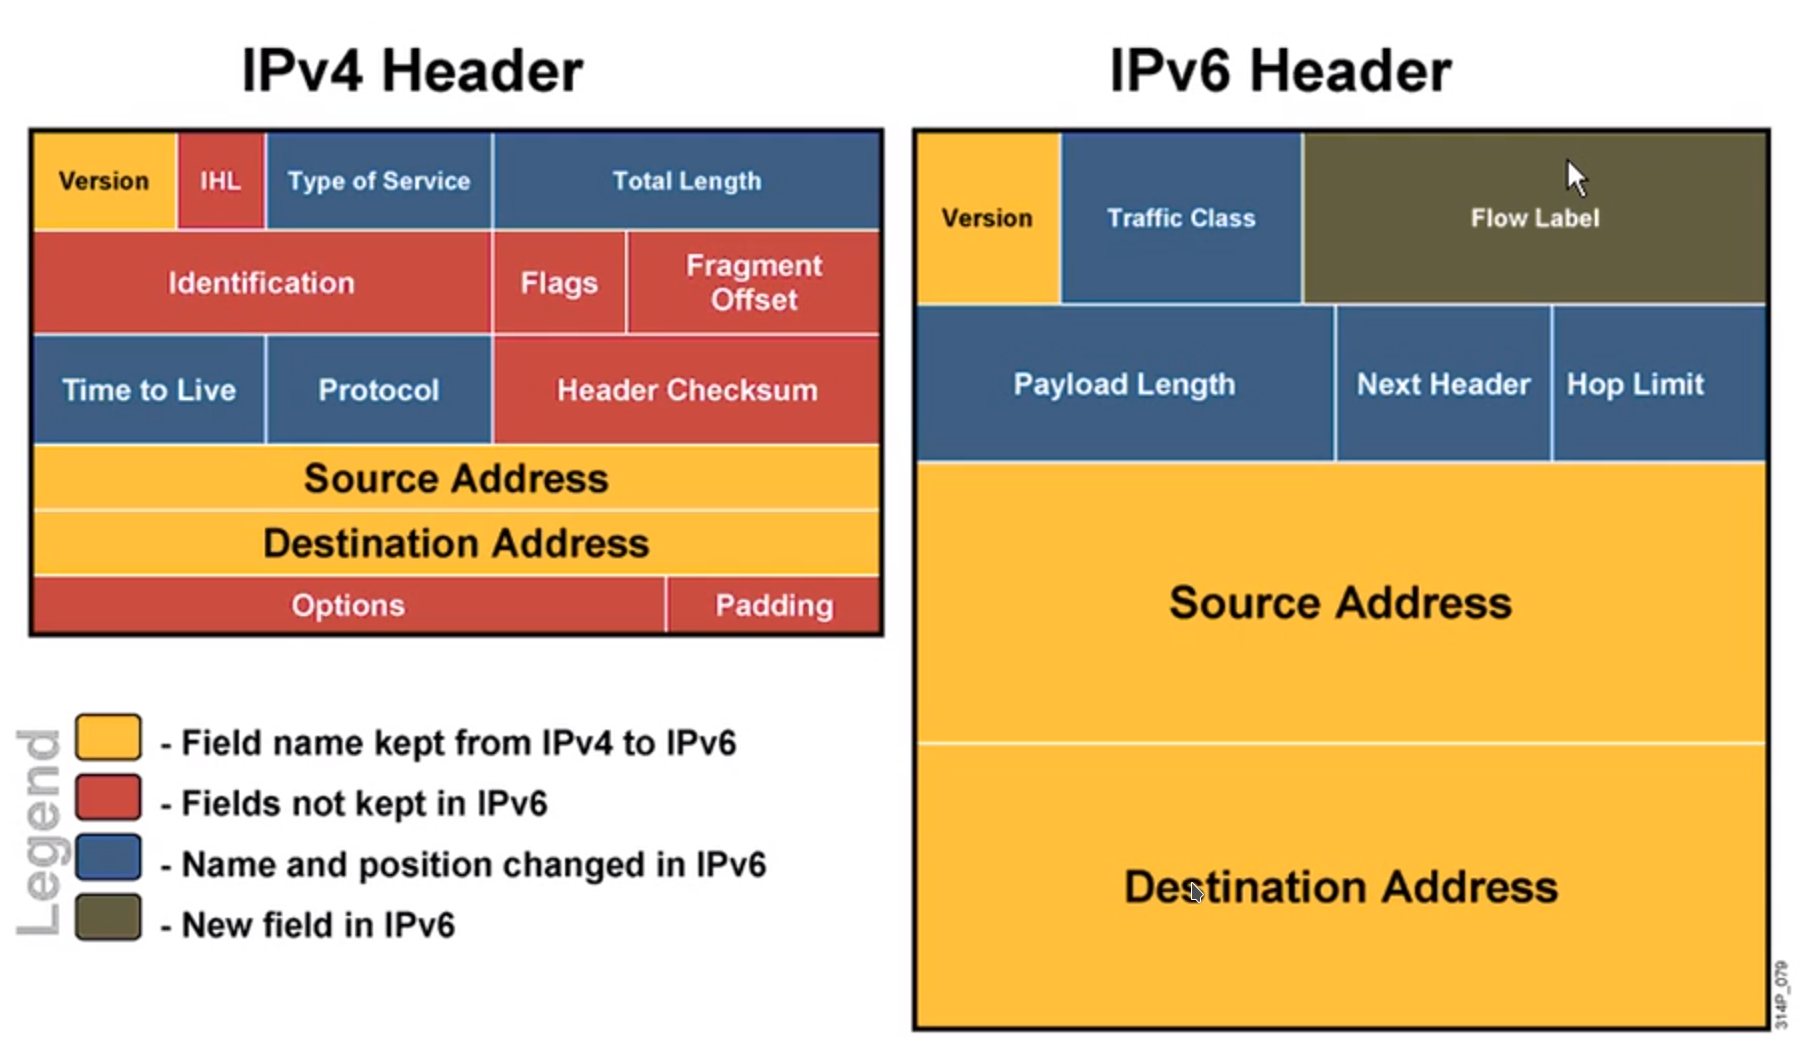 IPv4 Header
Version IHL Type of Service Total Length
Identification Flags Fragment
Offset
Time to Live Protocol Header Checksum
Source Address
Destination Address
Options Padding
Legend
- Field name kept from IPv4 to IPv6
- Fields not kept in IPv6
- Name and position changed in IPv6
- New field in IPv6
IPv6 Header
Version Traffic Class Flow Label
Payload Length Next Header Hop Limit
Source Address
Destination Address
314P_079